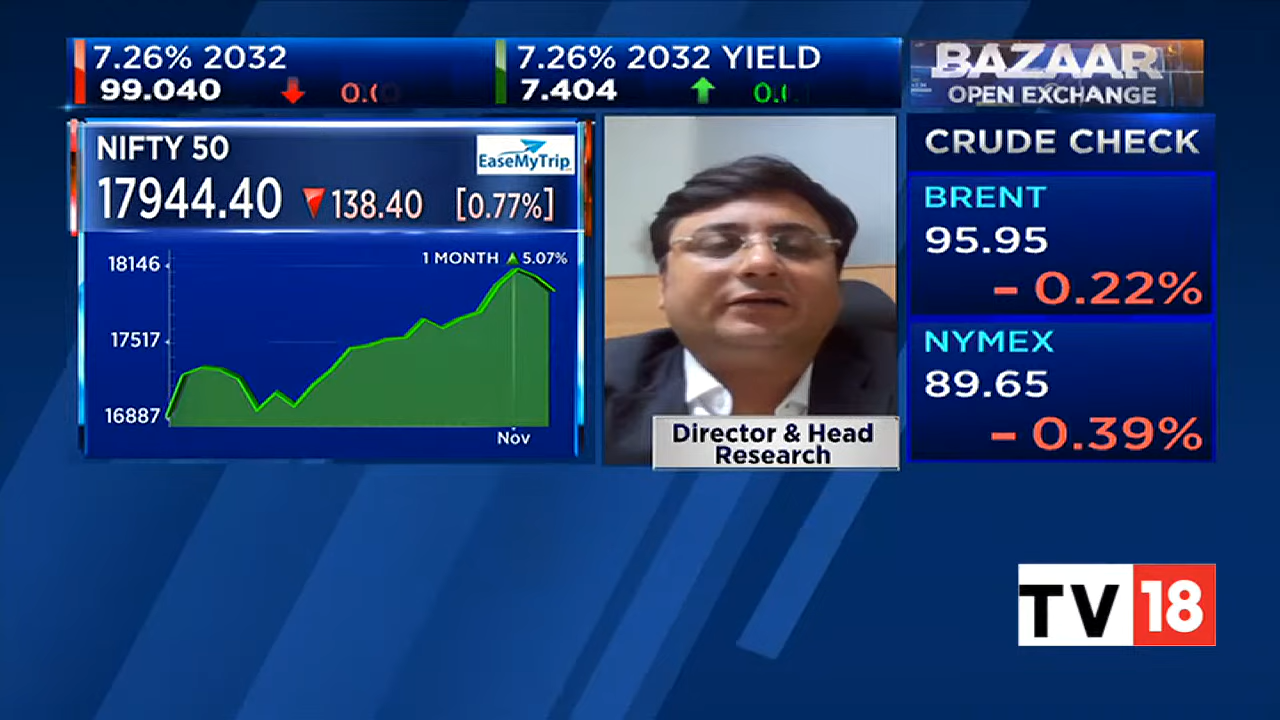 7.26% 2032
99.040
7.26% 2032 YIELD
7.404
BAZAAR
OPEN EXCHANGE
NIFTY 50
EaseMyTrip
17944.40 138.40 [0.77%]
1 MONTH 5.07%
18146
17517
16887
Nov
Director & Head
Research
CRUDE CHECK
BRENT
95.95
- 0.22%
NYMEX
89.65
- 0.39%
TV18